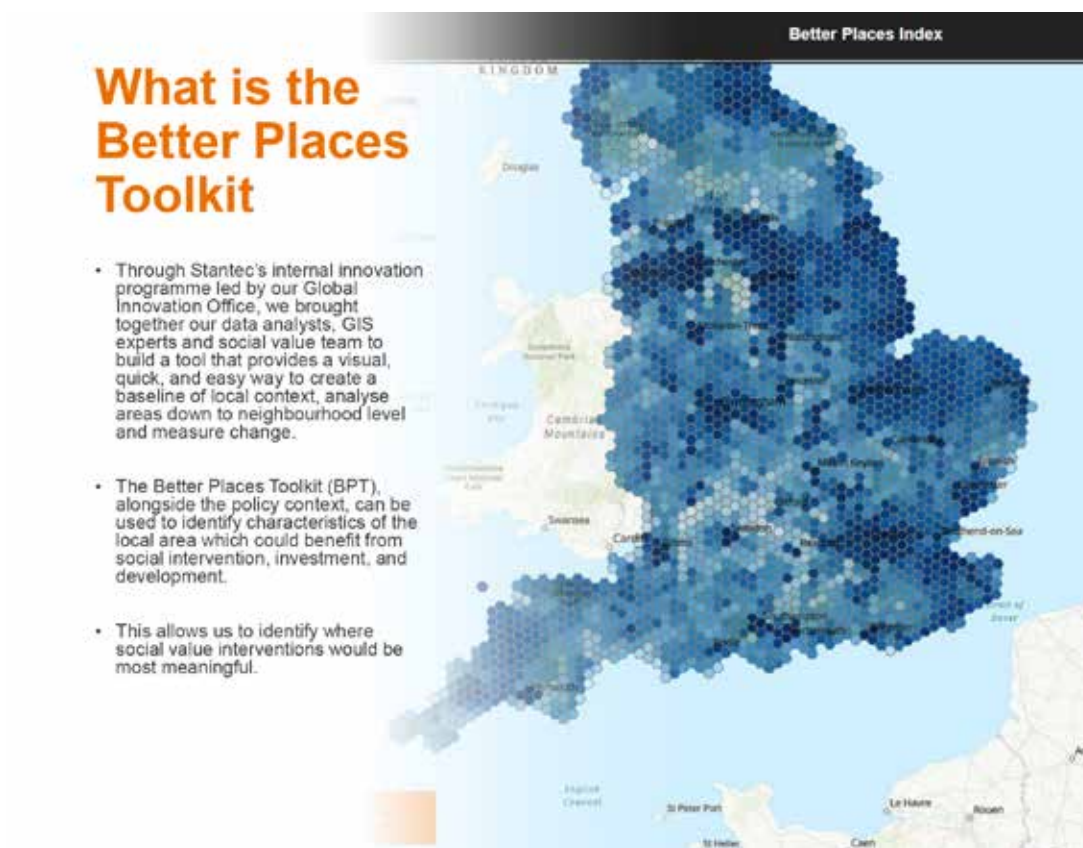 Better Places Index
What is the
Better Places
Toolkit
• Through Stantec's internal innovation
programme led by our Global
Innovation Office, we brought
together our data analysts, GIS
experts and social value team to
build a tool that provides a visual,
quick, and easy way to create a
baseline of local context, analyse
areas down to neighbourhood level
and measure change.
• The Better Places Toolkit (BPT),
alongside the policy context, can be
used to identify characteristics of the
local area which could benefit from
social intervention, investment, and
development.
• This allows us to identify where
social value interventions would be
most meaningful.
KINGDOM
Douglas
Cambrian
Mountains
Swansea
English
Channel
St Peter Port
St Helier
Le Havre
Rouen
Caen